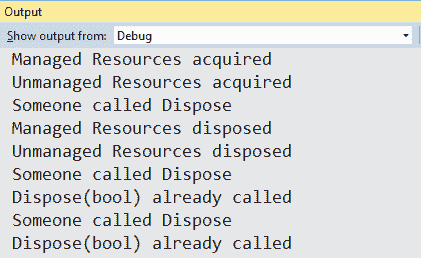 Output
Show output from: Debug
Managed Resources acquired
Unmanaged Resources acquired
Someone called Dispose
Managed Resources disposed
Unmanaged Resources disposed
Someone called Dispose
Dispose(bool) already called
Someone called Dispose
Dispose(bool) already called